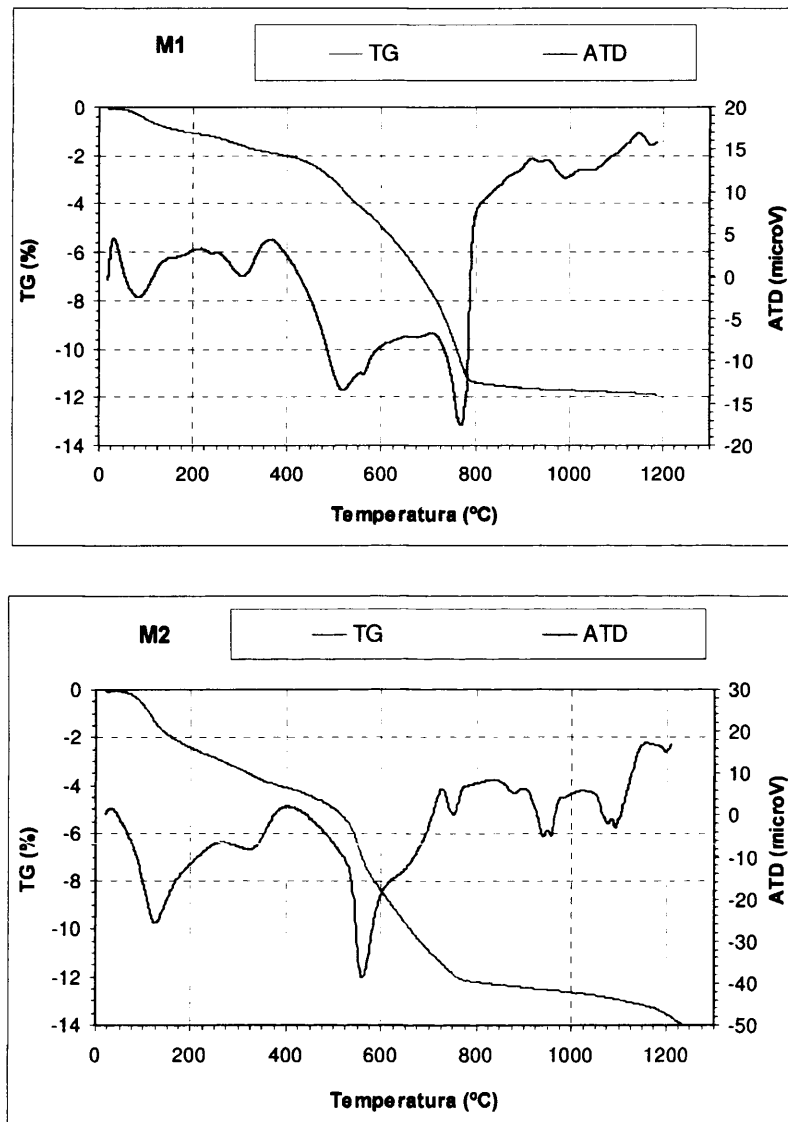 M1
TG ATD
0 20
-2 15
-4 10
-6 5
-8 0
-10 -5
-12 -10
-14 -15
-20
TG (%)
ATD (microV)
0 200 400 600 800 1000 1200
Temperatura (ºC)
M2
TG ATD
0 30
-2 20
-4 10
-6 0
-8 -10
-10 -20
-12 -30
-14 -40
-50
TG (%)
ATD (microV)
0 200 400 600 800 1000 1200
Temperatura (ºC)